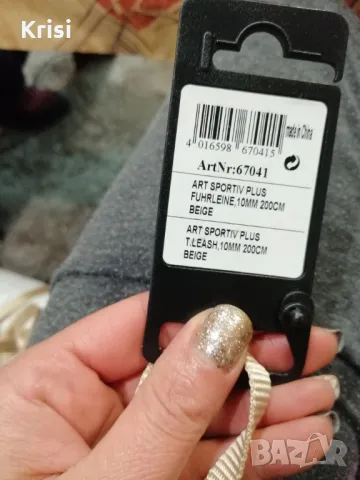 Krisi
made in China
4 016598 670415
ArtNr:67041
ART SPORTIV PLUS
FUHRLEINE,10MM 200CM
BEIGE
ART SPORTIV PLUS
T.LEASH,10MM 200CM
BEIGE
BAZAR
bg